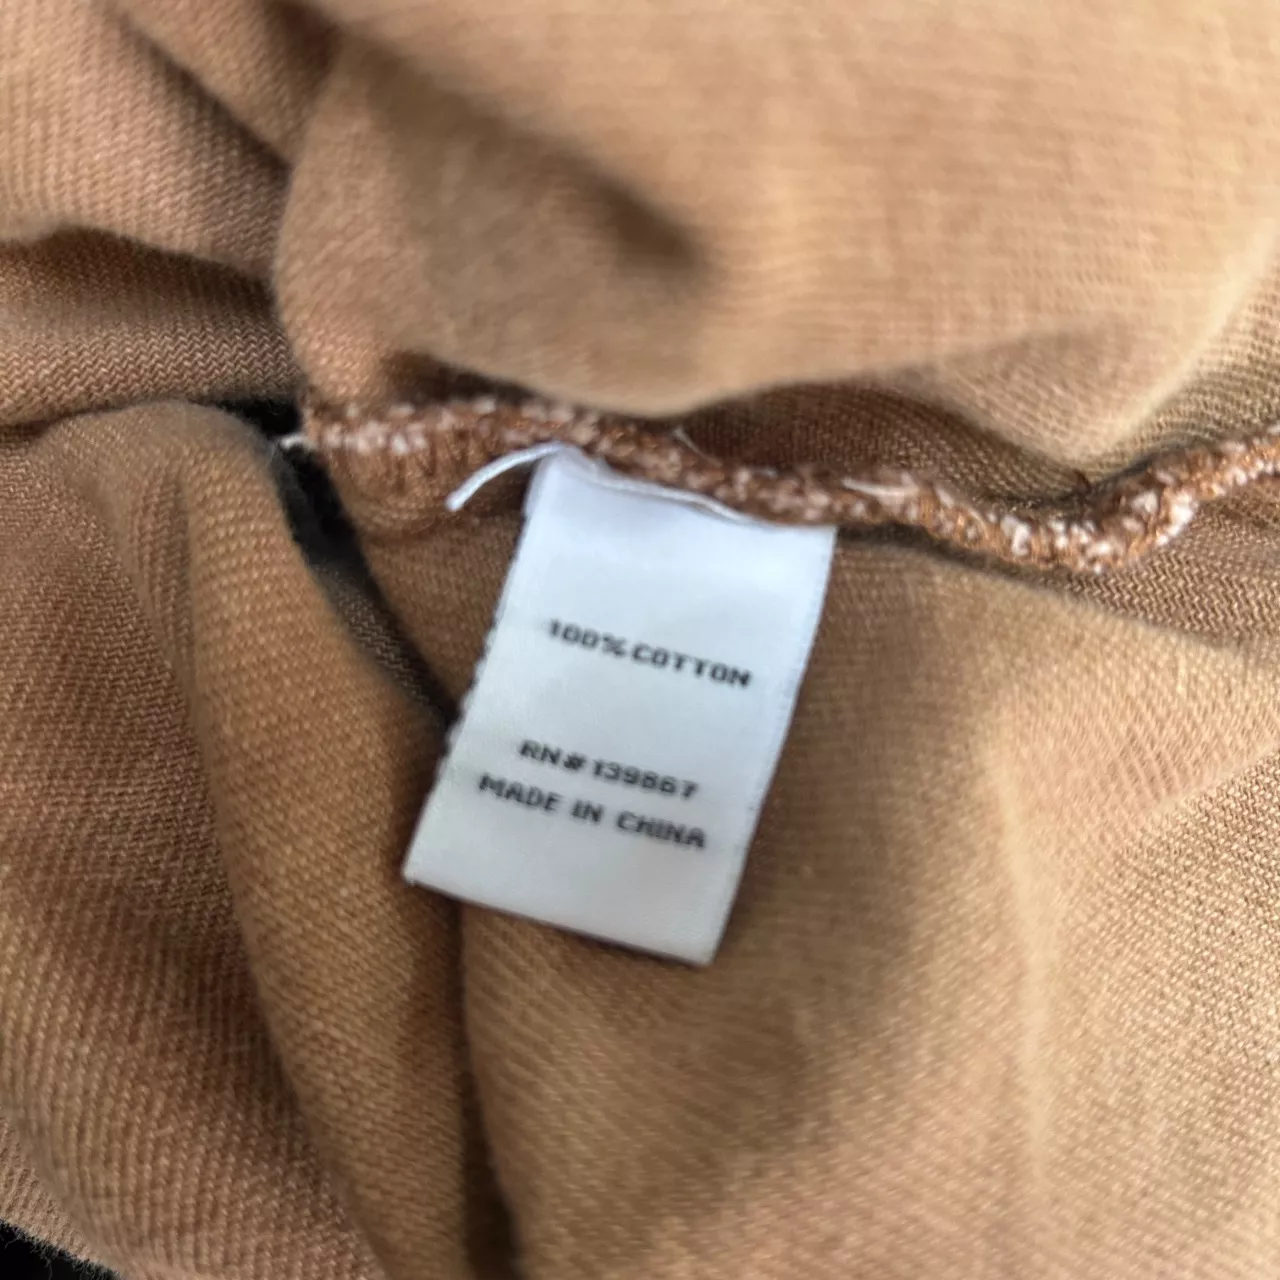 100% COTTON
RN# 139867
MADE IN CHINA